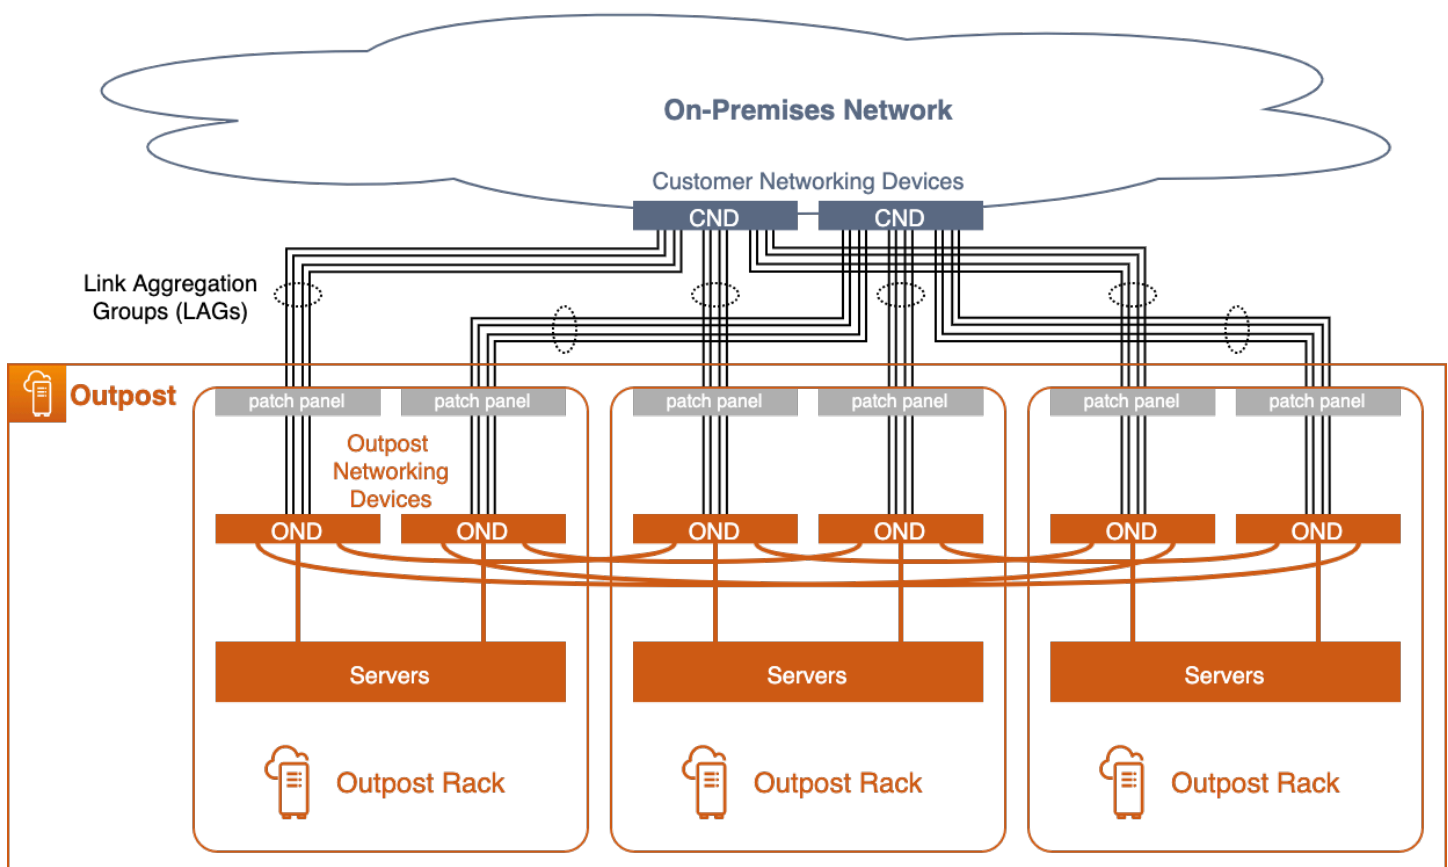 On-Premises Network
Customer Networking Devices
CND
CND
Link Aggregation
Groups (LAGs)
Outpost
patch panel
patch panel
patch panel
patch panel
patch panel
patch panel
Outpost
Networking
Devices
OND
OND
OND
OND
OND
OND
Servers
Servers
Servers
Outpost Rack
Outpost Rack
Outpost Rack